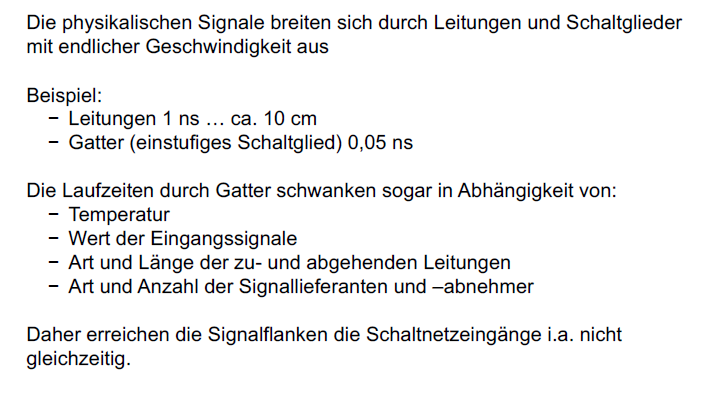 Die physikalischen Signale breiten sich durch Leitungen und Schaltglieder
mit endlicher Geschwindigkeit aus
Beispiel:
− Leitungen 1 ns … ca. 10 cm
− Gatter (einstufiges Schaltglied) 0,05 ns
Die Laufzeiten durch Gatter schwanken sogar in Abhängigkeit von:
− Temperatur
− Wert der Eingangssignale
− Art und Länge der zu- und abgehenden Leitungen
− Art und Anzahl der Signallieferanten und –abnehmer
Daher erreichen die Signalflanken die Schaltnetzeingänge i.a. nicht
gleichzeitig.